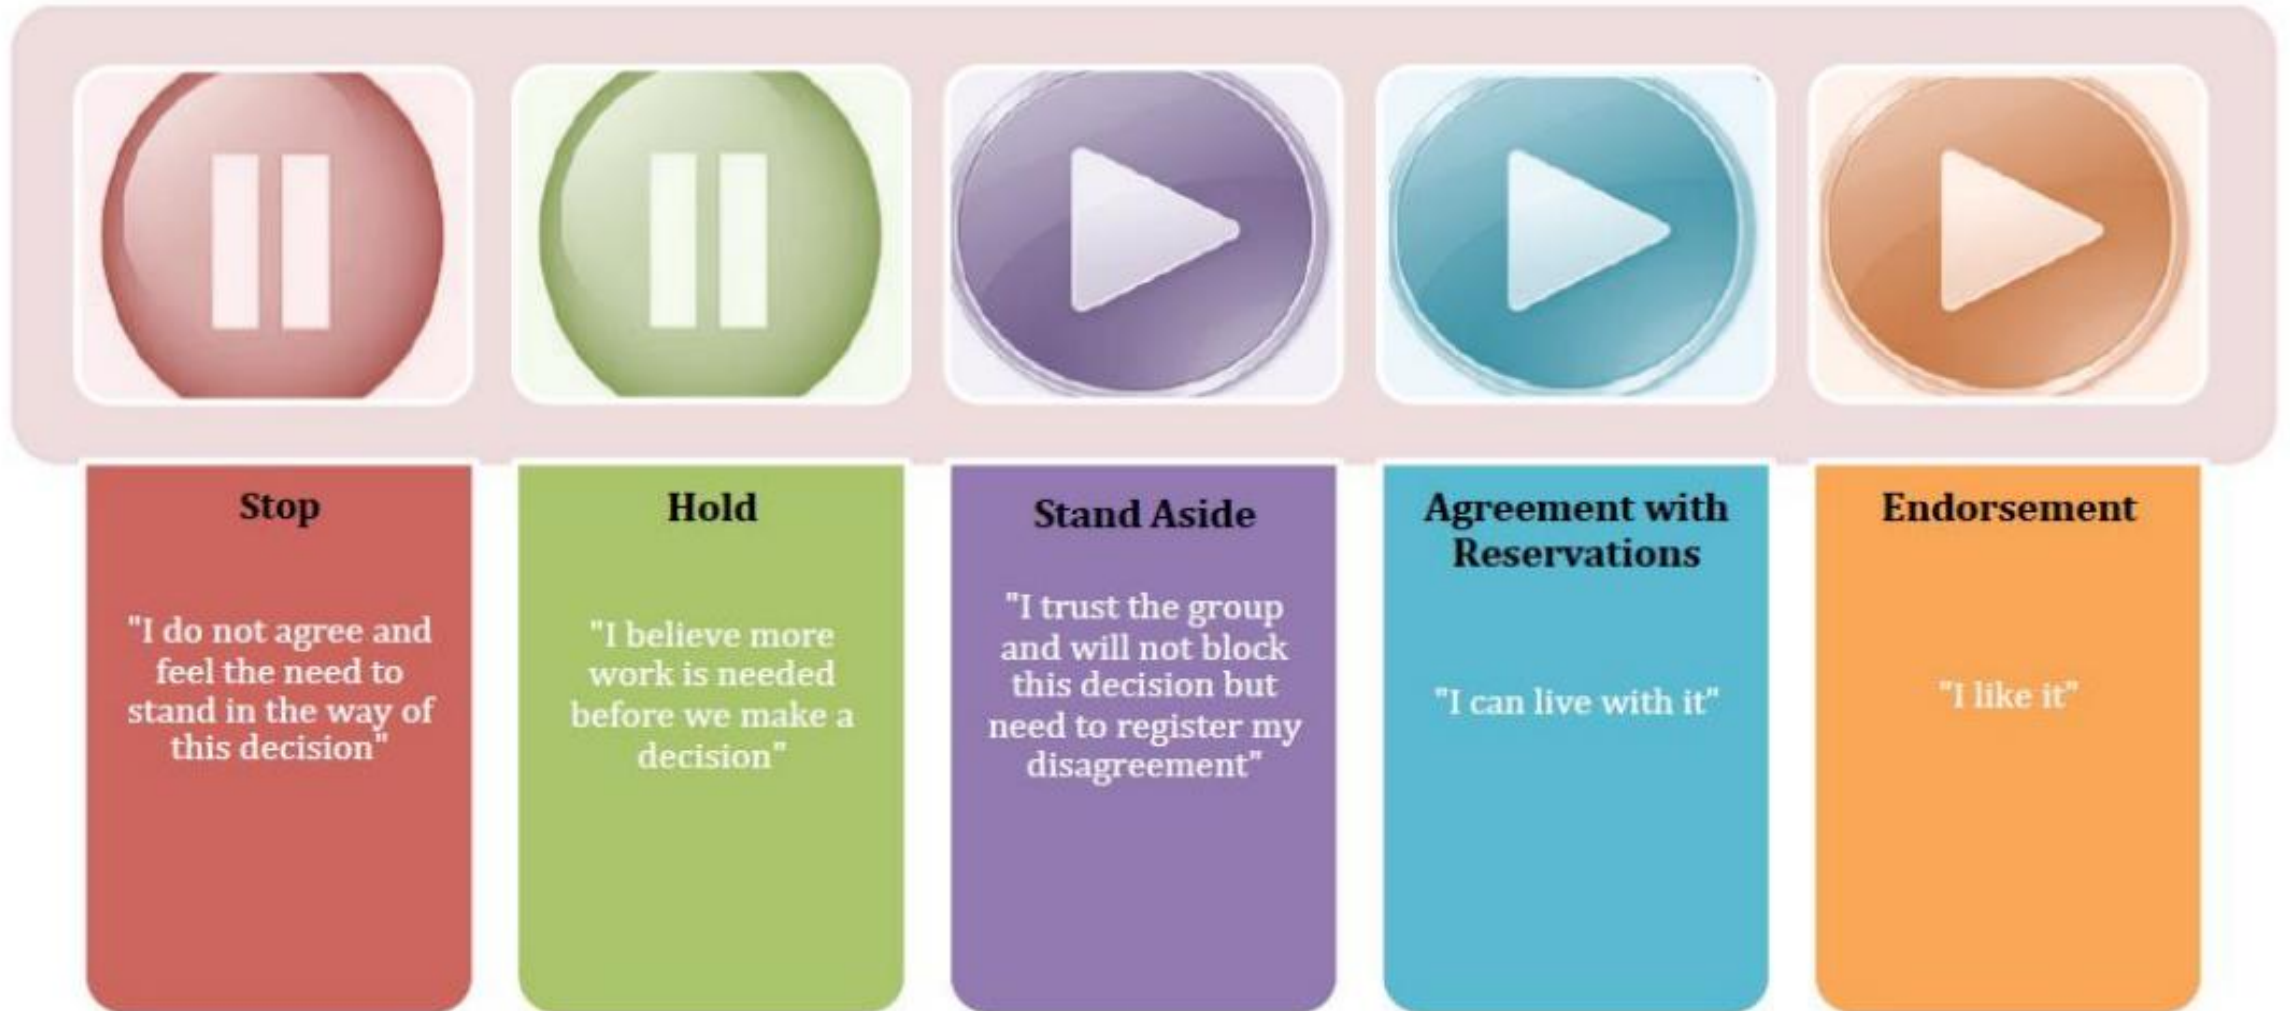 Stop
"I do not agree and
feel the need to
stand in the way of
this decision"
Hold
"I believe more
work is needed
before we make a
decision"
Stand Aside
"I trust the group
and will not block
this decision but
need to register my
disagreement"
Agreement with
Reservations
"I can live with it"
Endorsement
"I like it"